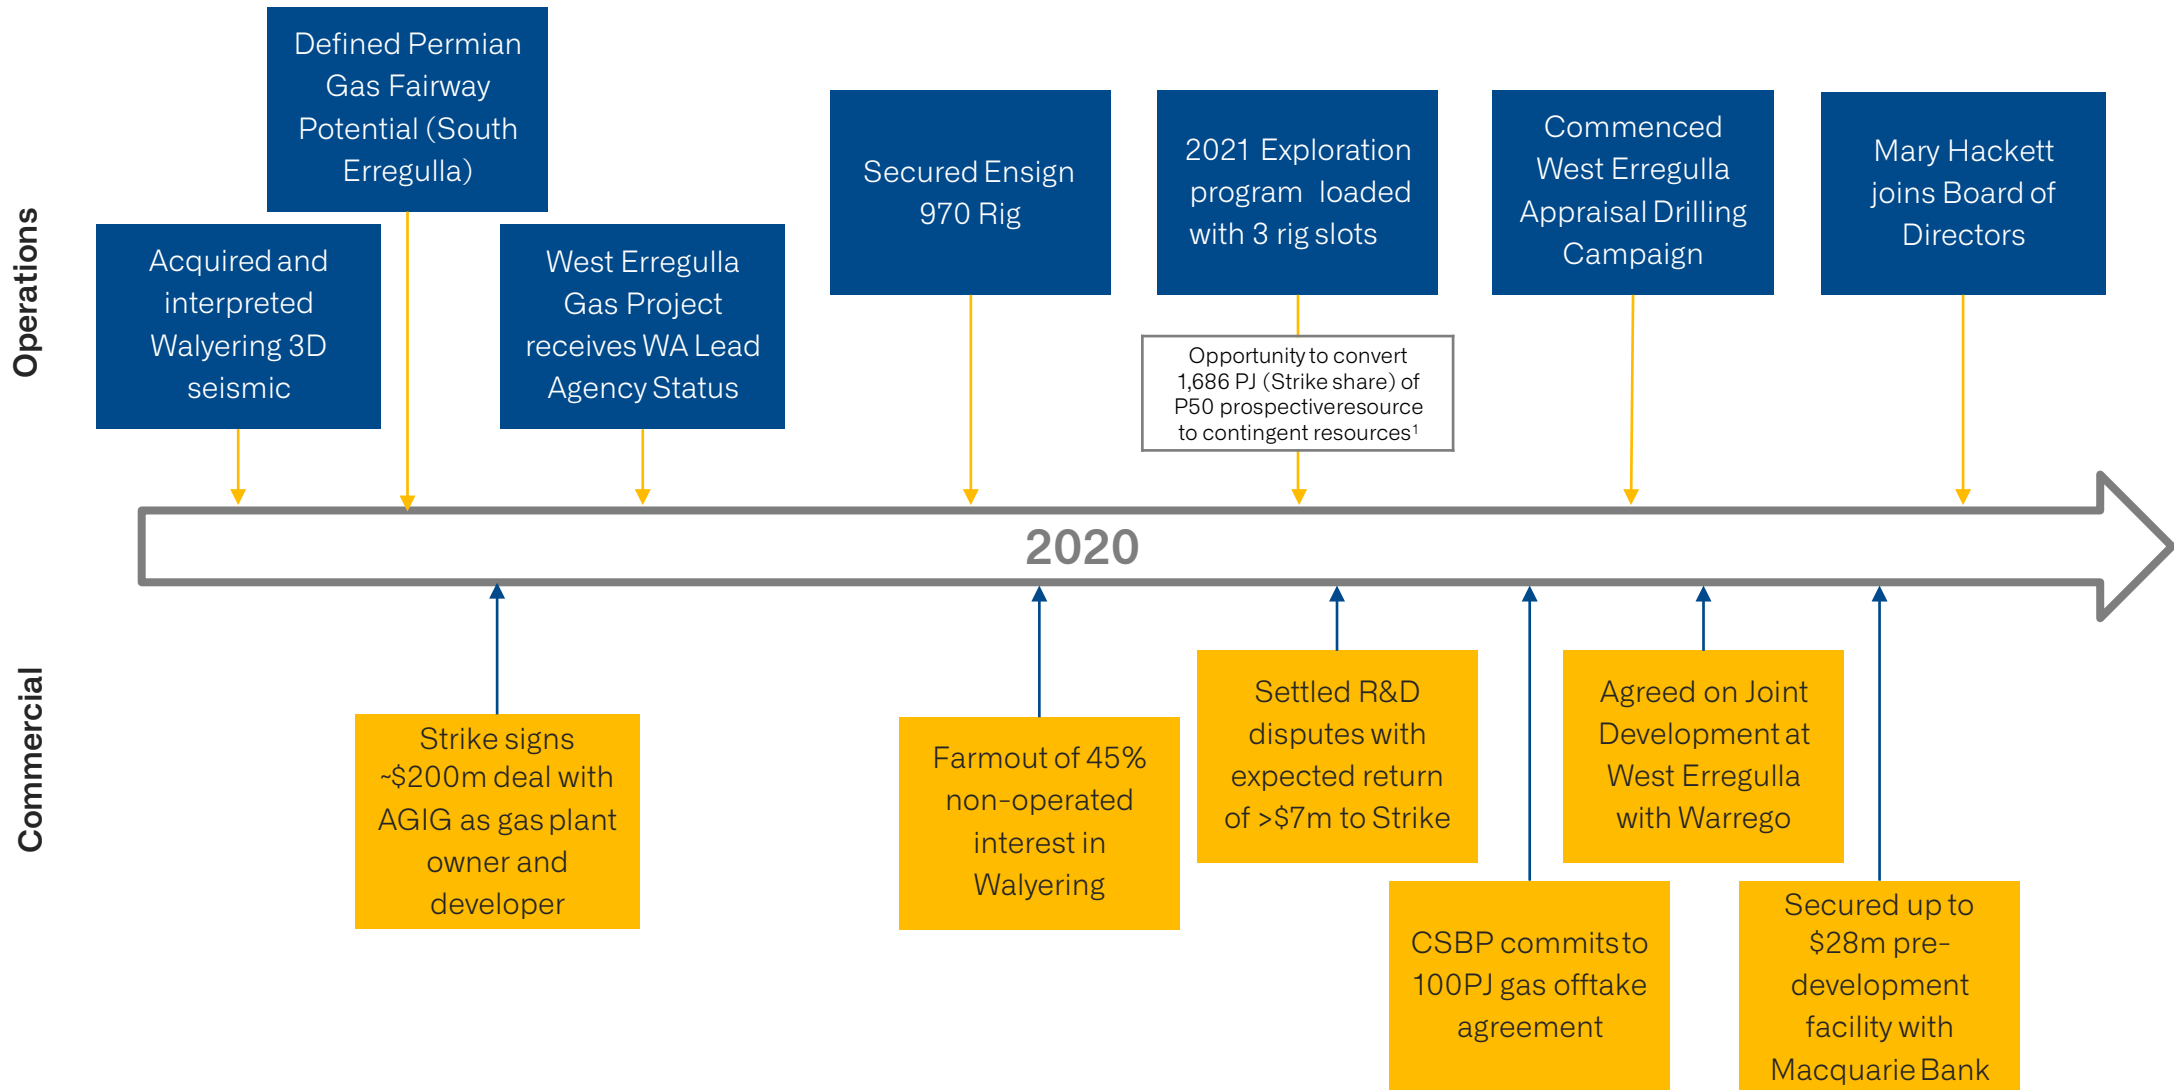 Operations
Defined Permian
Gas Fairway
Potential (South
Erregulla)
Acquired and
interpreted
Walyering 3D
seismic
West Erregulla
Gas Project
receives WA Lead
Agency Status
Secured Ensign
970 Rig
2021 Exploration
program loaded
with 3 rig slots
Opportunity to convert
1,686 PJ (Strike share) of
P50 prospective resource
to contingent resources¹
Commenced
West Erregulla
Appraisal Drilling
Campaign
Mary Hackett
joins Board of
Directors
2020
Commercial
Strike signs
~$200m deal with
AGIG as gas plant
owner and
developer
Farmout of 45%
non-operated
interest in
Walyering
Settled R&D
disputes with
expected return
of >$7m to Strike
CSBP commits to
100PJ gas offtake
agreement
Agreed on Joint
Development at
West Erregulla
with Warrego
Secured up to
$28m pre-
development
facility with
Macquarie Bank